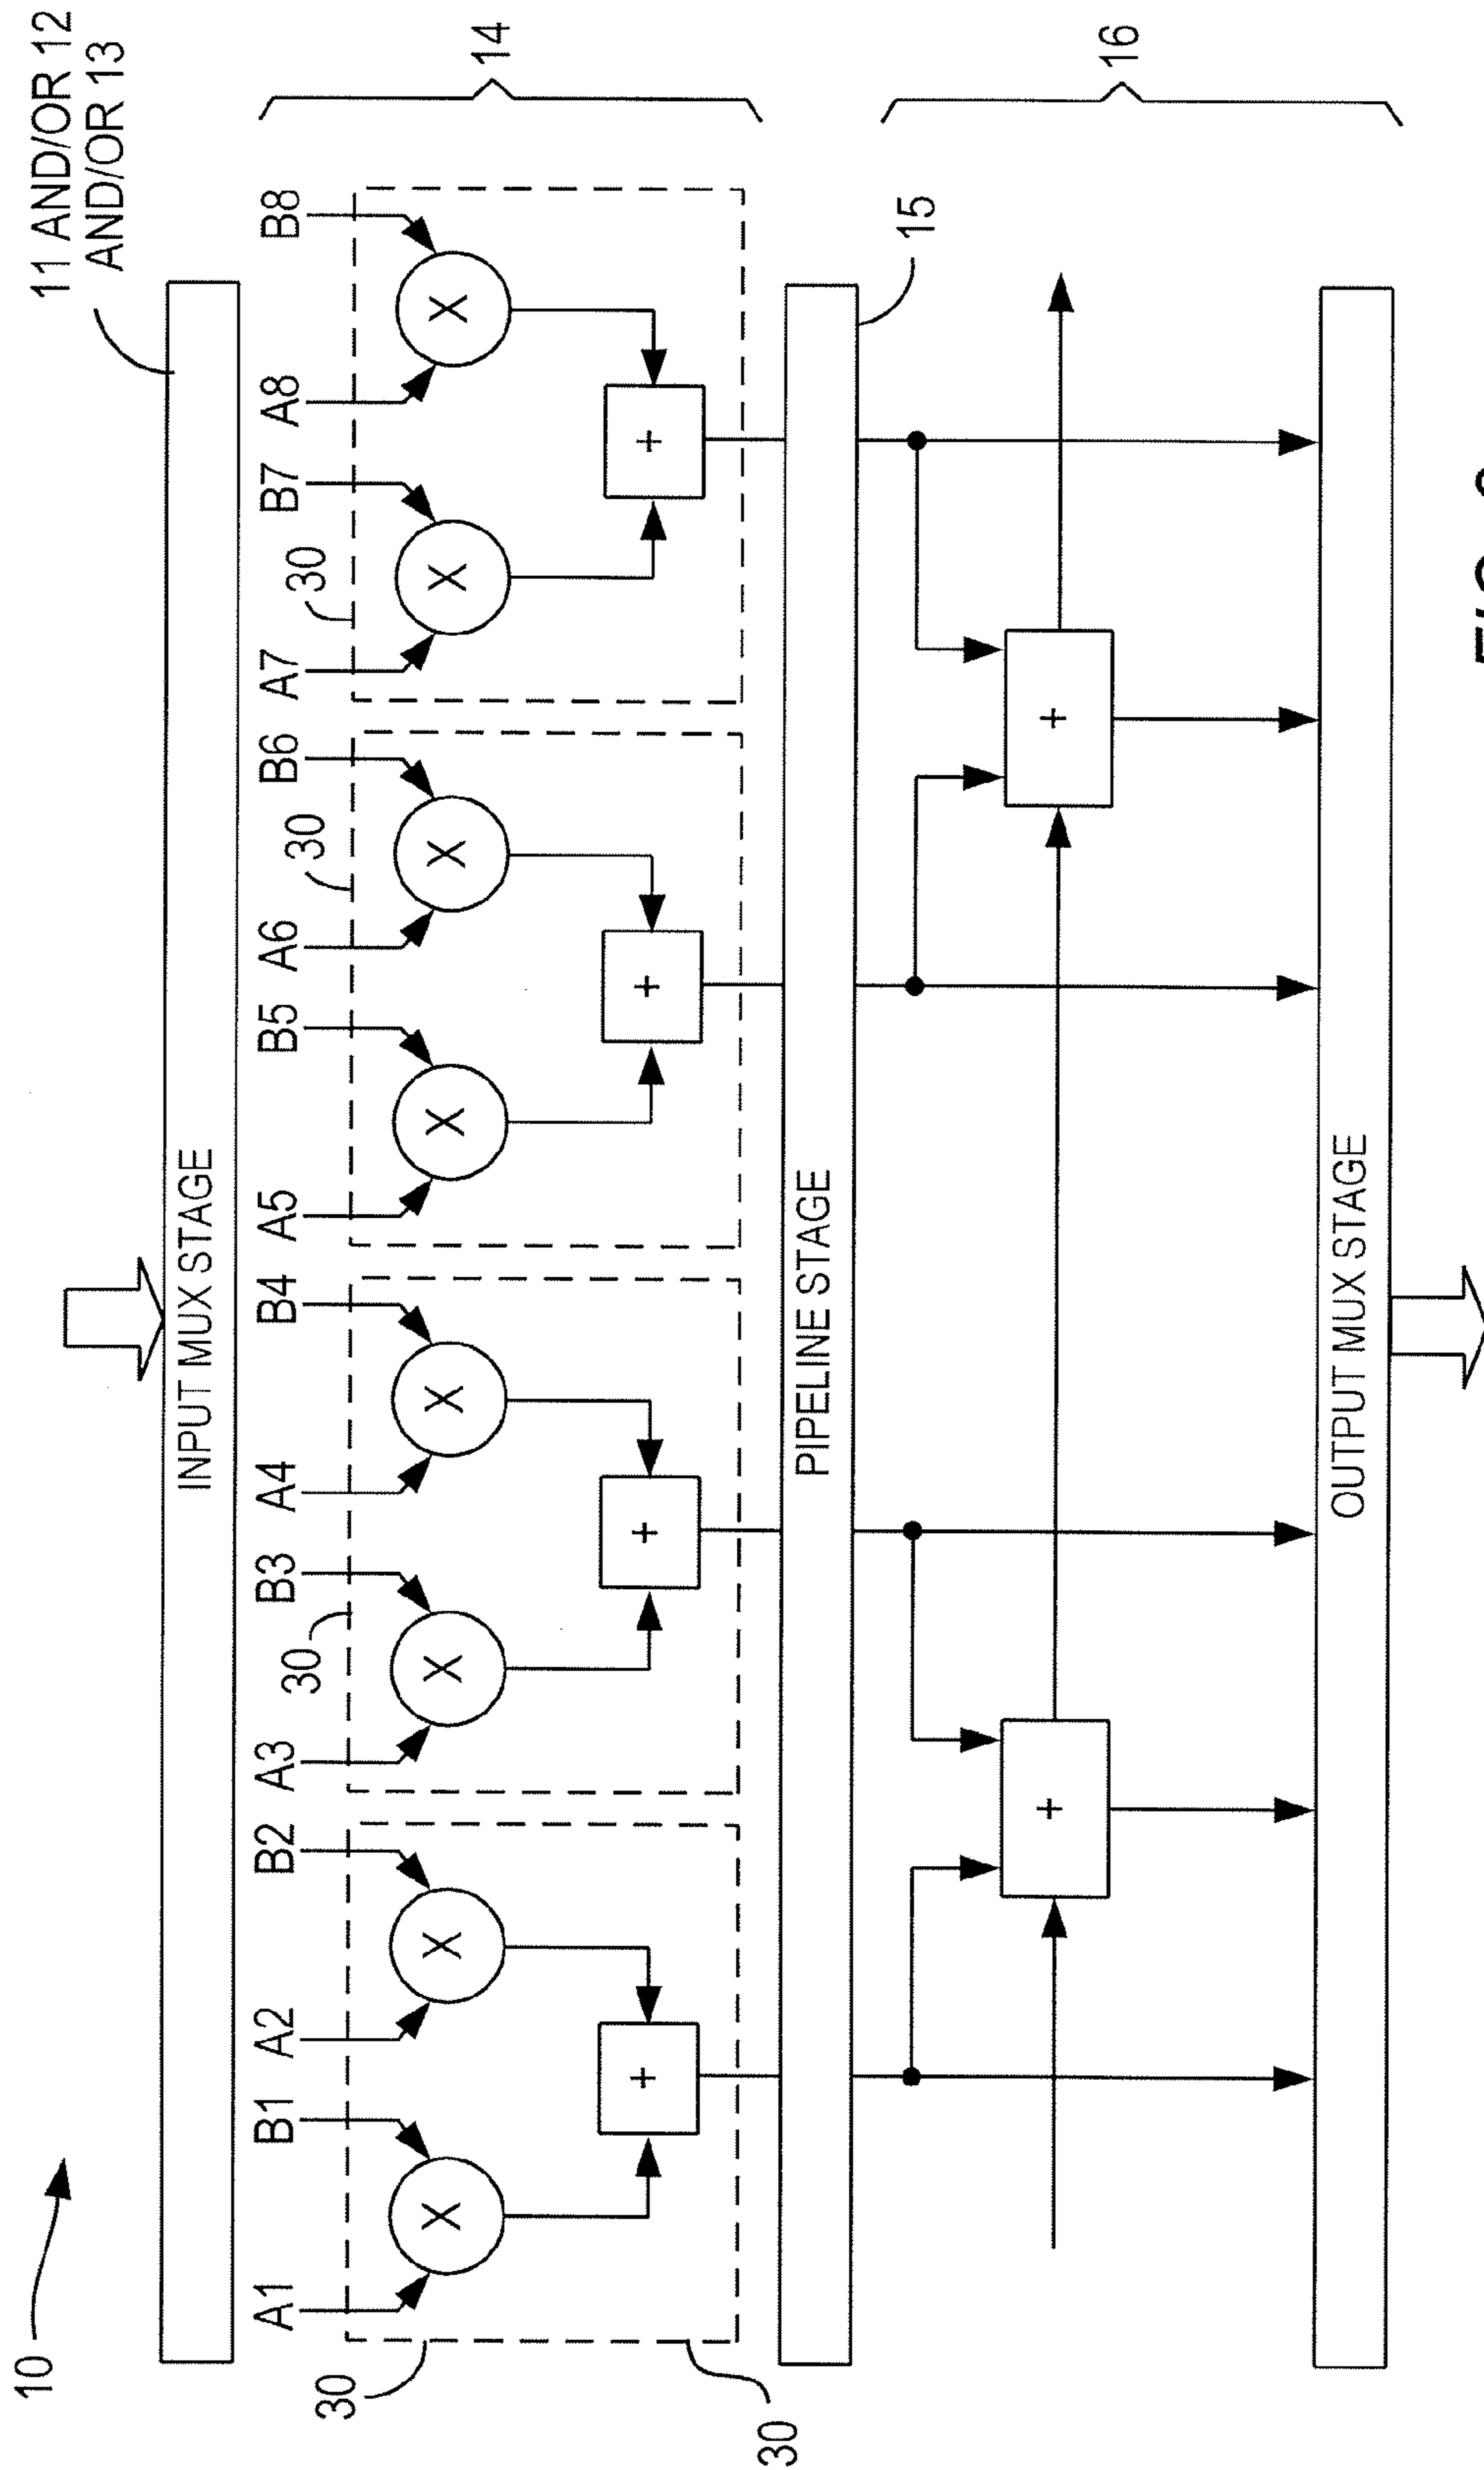 10
11 AND/OR 12
AND/OR 13
INPUT MUX STAGE
A1 B1 A2 B2 A3 B3 A4 B4 A5 B5 A6 B6 A7 B7 A8 B8
30 30 30 30
X X X X X X X X
14
+ + + +
30
PIPELINE STAGE
15
+ +
16
OUTPUT MUX STAGE